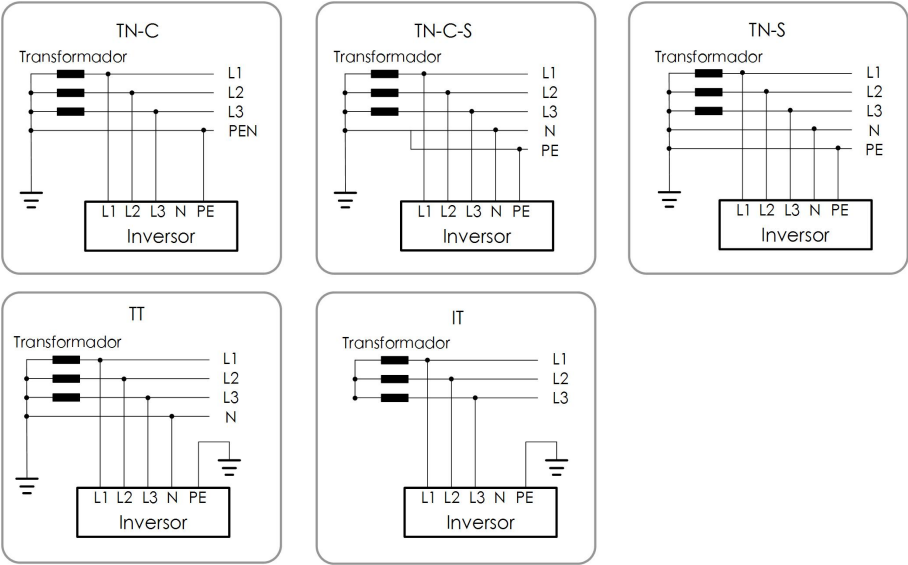 TN-C
Transformador
L1
L2
L3
PEN
L1 L2 L3 N PE
Inversor
TN-C-S
Transformador
L1
L2
L3
N
PE
L1 L2 L3 N PE
Inversor
TN-S
Transformador
L1
L2
L3
N
PE
L1 L2 L3 N PE
Inversor
TT
Transformador
L1
L2
L3
N
L1 L2 L3 N PE
Inversor
IT
Transformador
L1
L2
L3
L1 L2 L3 N PE
Inversor